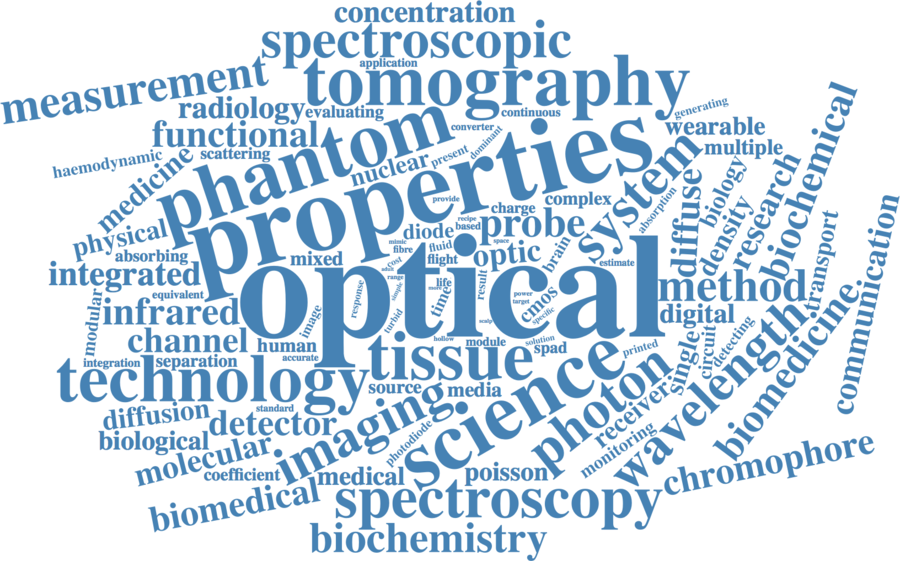 concentration
spectroscopic
application
tomography
measurement
radiology
evaluating
continuous
generating
phantom
properties
functional
converter
dominant
wearable
multiple
haemodynamic
scattering
medicine
nuclear
present
system
biochemical
provide
charge
complex
absorption
diffuse
biology
density
research
physical
diode
recipe
based
probe
absorbing
mixed
mimic
fibre
fluid
flight
space
optic
brain
estimate
transport
communication
integrated
equivalent
optical
cost
adult
range
simple
life
more
time
result
power
target
cmos
specific
method
modular
infrared
image
response
turbid
digital
channel
human
accurate
hollow
scalp
module
solution
spad
printed
single
circuit
detecting
wavelength
biomedicine
integration
separation
technology
tissue
source
media
science
photon
receiver
monitoring
diffusion
standard
detector
imaging
photodiode
biological
molecular
coefficient
medical
poisson
chromophore
biomedical
spectroscopy
biochemistry